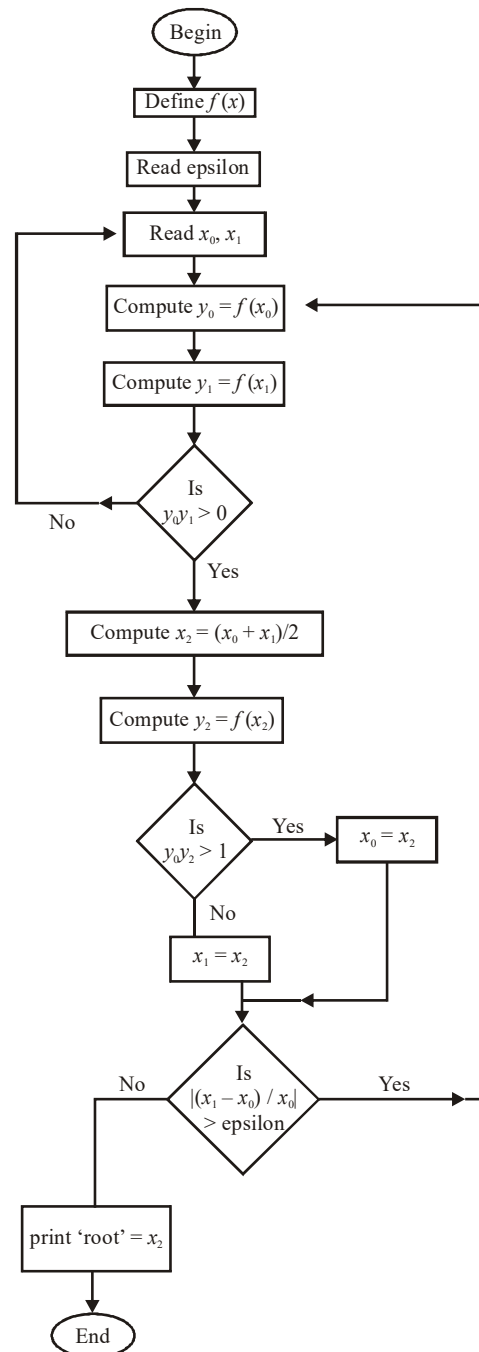 Begin
Define f (x)
Read epsilon
Read x₀, x₁
Compute y₀ = f (x₀)
Compute y₁ = f (x₁)
Is
y₀y₁ > 0
No
Yes
Compute x₂ = (x₀ + x₁)/2
Compute y₂ = f (x₂)
Is
y₀y₂ > 1
Yes
x₀ = x₂
No
x₁ = x₂
Is
|(x₁ – x₀) / x₀|
> epsilon
No
Yes
print ‘root’ = x₂
End